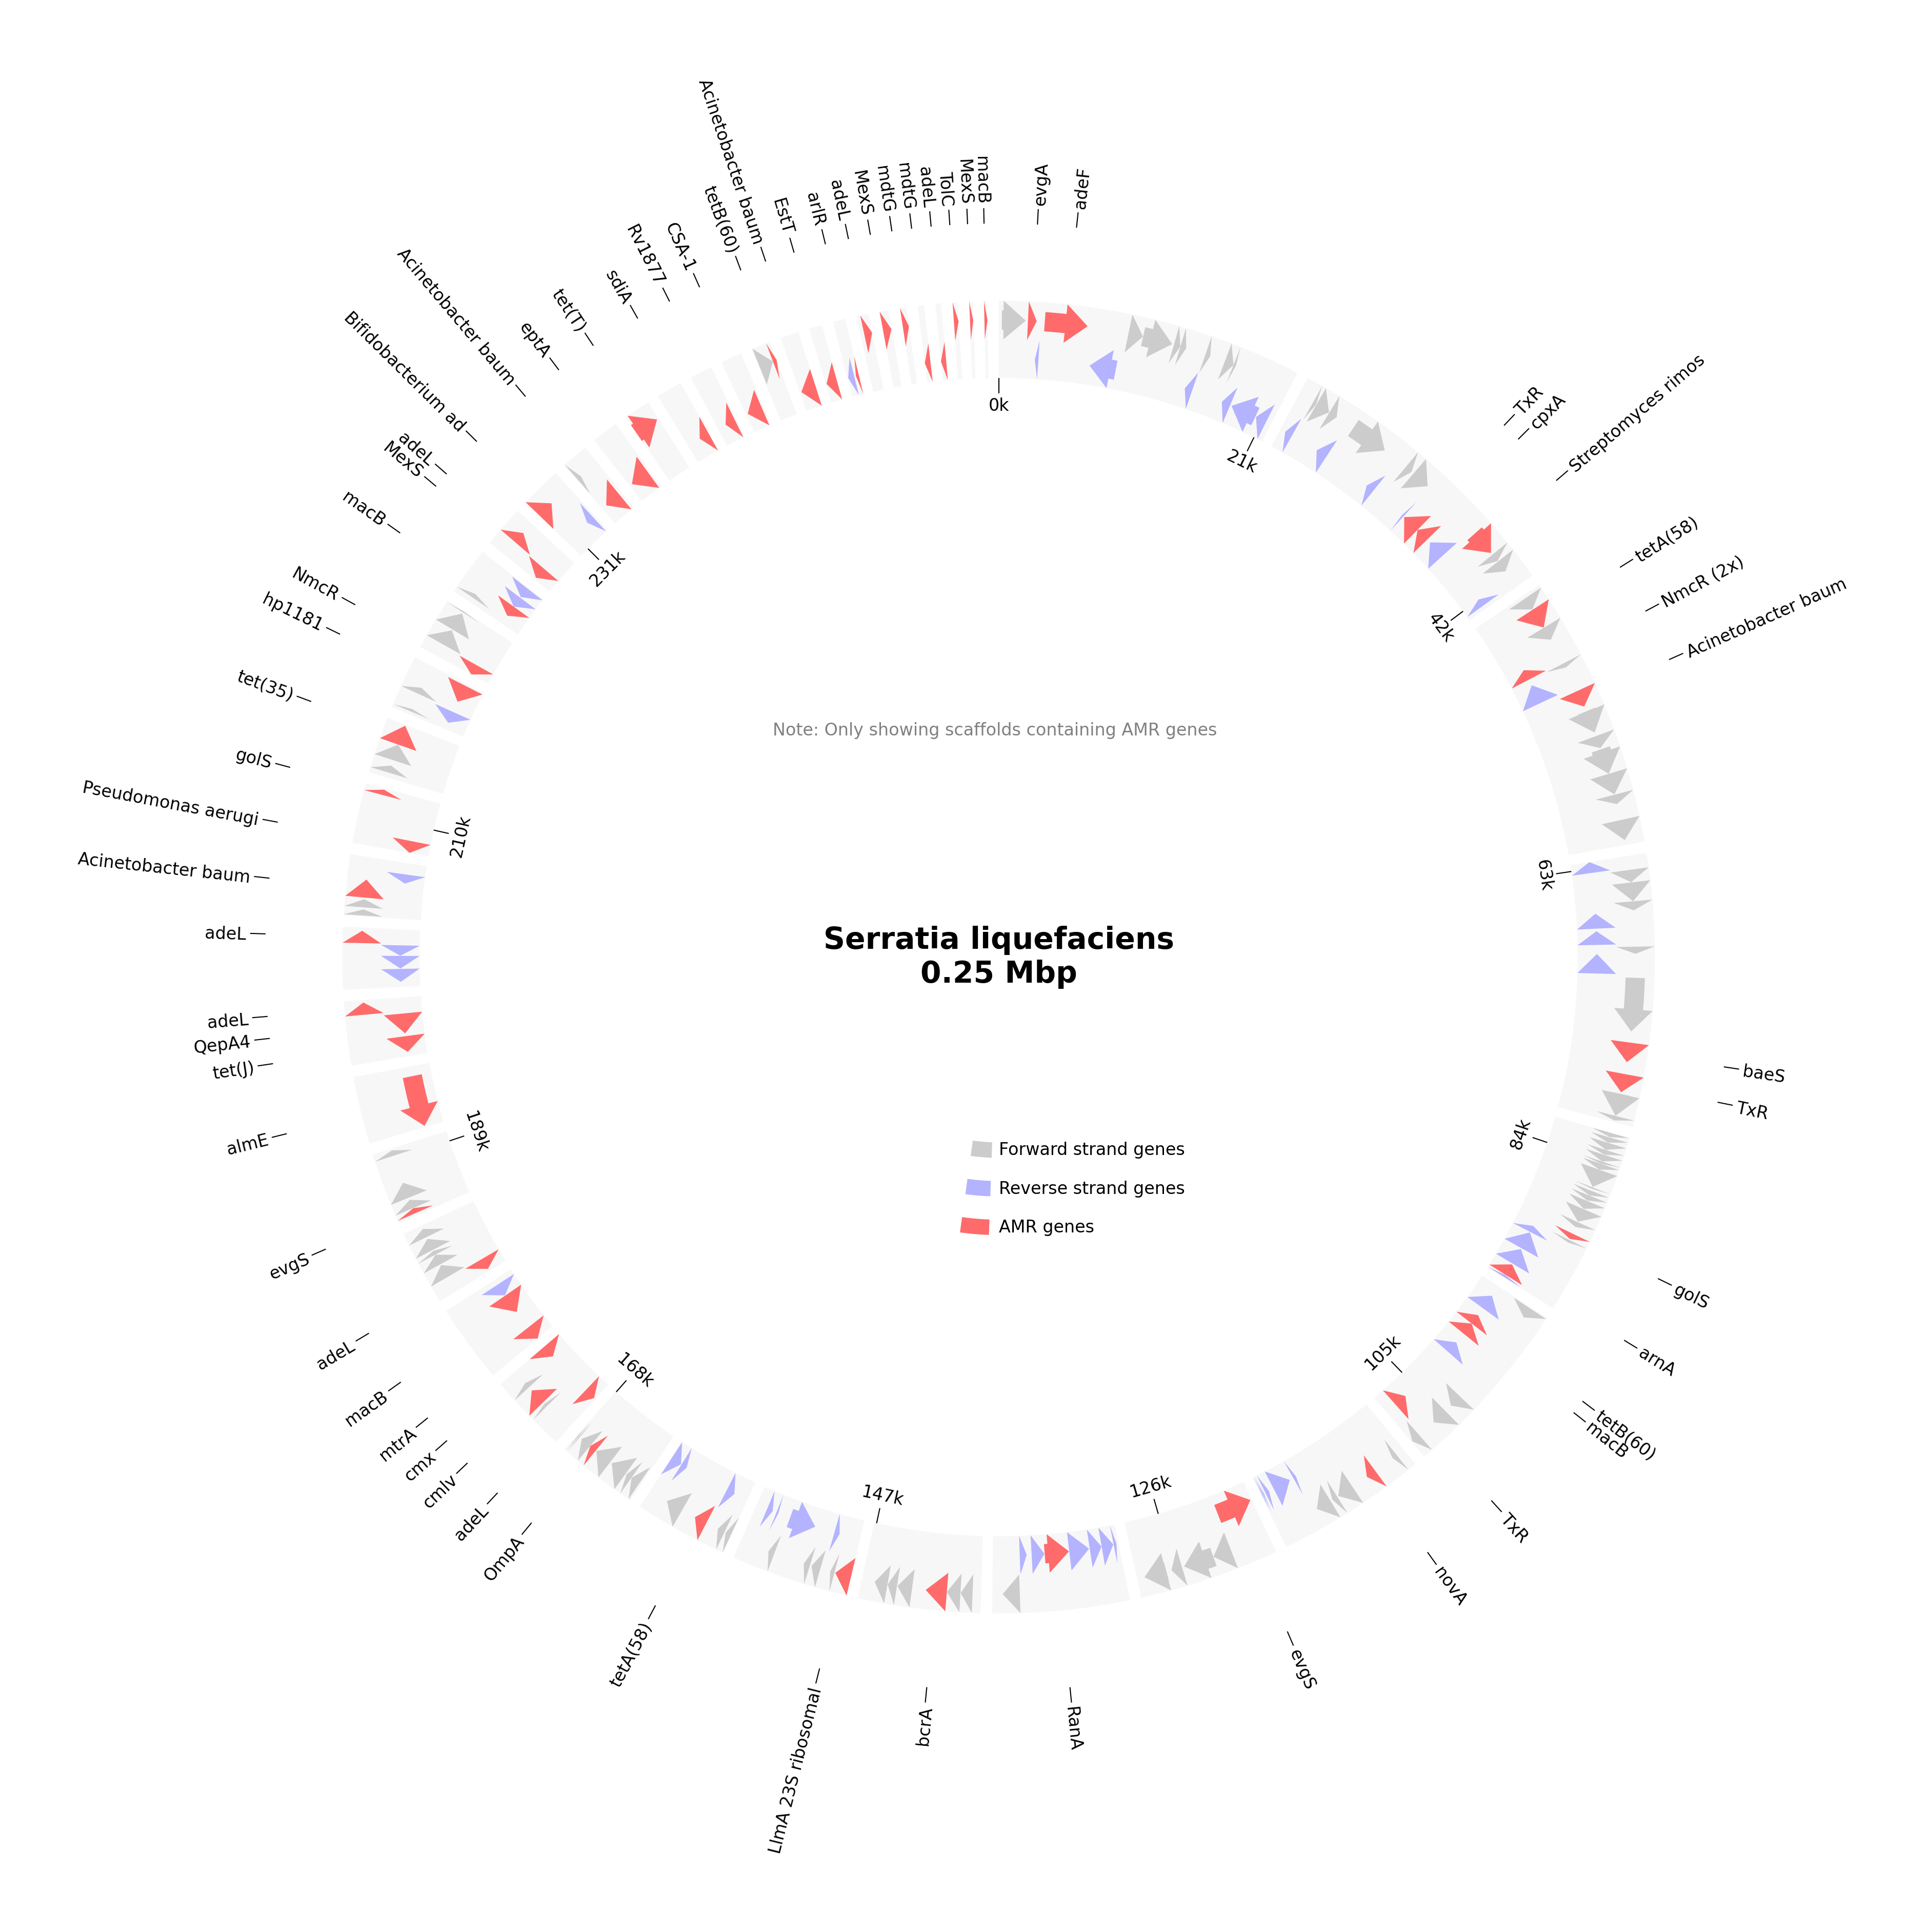 evgA
adeF
TxR
cpxA
Streptomyces rimos
tetA(58)
NmcR (2x)
Acinetobacter baum
baeS
TxR
golS
arnA
tetB(60)
macB
TxR
novA
evgS
RanA
bcrA
LlmA 23S ribosomal
tetA(58)
OmpA
adeL
cmlv
cmx
mtrA
macB
adeL
evgS
almE
tet(J)
QepA4
adeL
adeL
Acinetobacter baum
Pseudomonas aerugi
golS
tet(35)
hp1181
NmcR
macB
MexS
adeL
Bifidobacterium ad
Acinetobacter baum
eptA
tet(T)
sdiA
Rv1877
CSA-1
tetB(60)
Acinetobacter baum
EstT
arlR
adeL
MexS
mdtG
mdtG
adeL
TolC
MexS
macB
0k
21k
42k
63k
84k
105k
126k
147k
168k
189k
210k
231k
Note: Only showing scaffolds containing AMR genes
Serratia liquefaciens
0.25 Mbp
Forward strand genes
Reverse strand genes
AMR genes